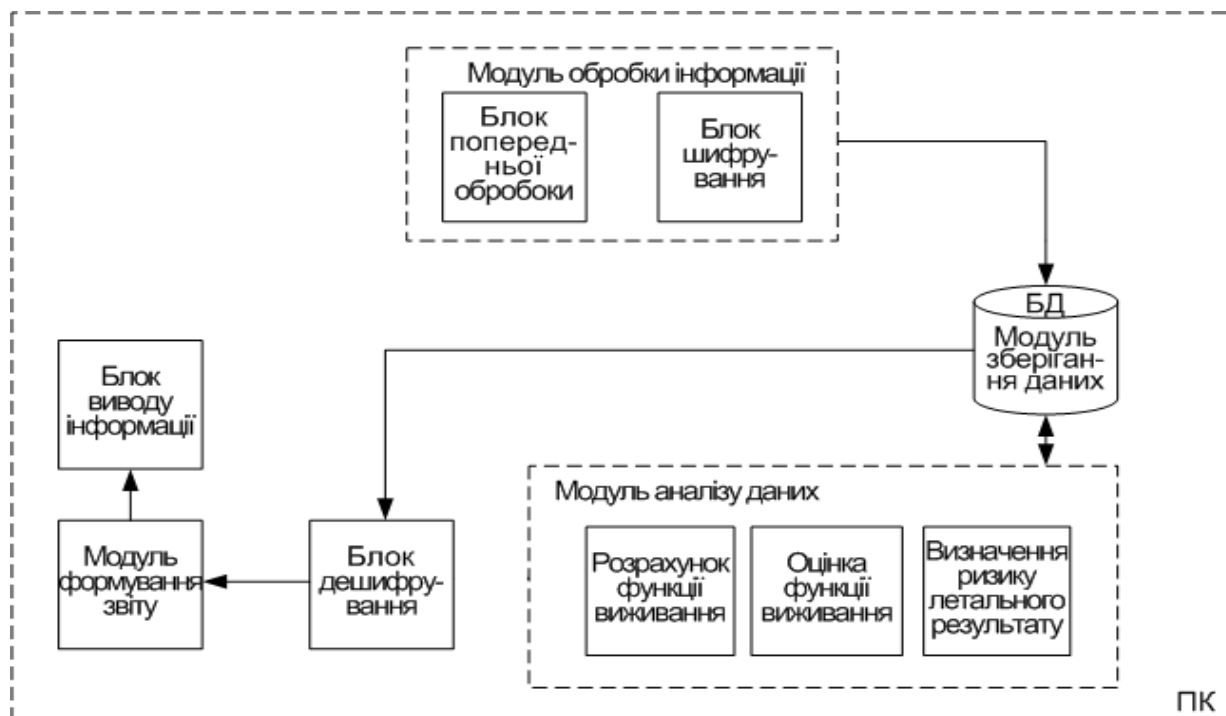 Модуль обробки інформації
Блок
поперед-
ньої
обробоки
Блок
шифру-
вання
БД
Модуль
зберіган-
ня даних
Блок
виводу
інформації
Модуль аналізу даних
Модуль
формування
звіту
Блок
дешифру-
вання
Розрахунок
функції
виживання
Оцінка
функції
виживання
Визначення
ризику
летального
результату
ПК